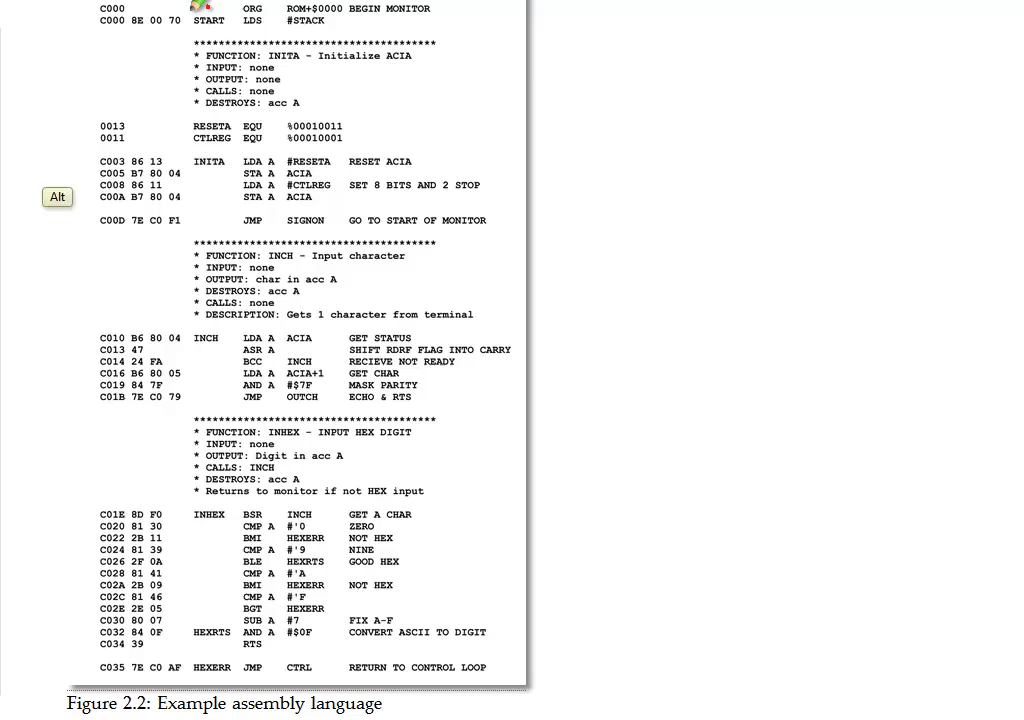 C000 ORG ROM+$0000 BEGIN MONITOR
C000 8E 00 70 START LDS #STACK
***************************************
* FUNCTION: INITA - Initialize ACIA
* INPUT: none
* OUTPUT: none
* CALLS: none
* DESTROYS: acc A
0013 RESETA EQU %00010011
0011 CTLREG EQU %00010001
C003 86 13 INITA LDA A #RESETA RESET ACIA
C005 B7 80 04 STA A ACIA
C008 86 11 LDA A #CTLREG SET 8 BITS AND 2 STOP
C00A B7 80 04 STA A ACIA
Alt
C00D 7E C0 F1 JMP SIGNON GO TO START OF MONITOR
***************************************
* FUNCTION: INCH - Input character
* INPUT: none
* OUTPUT: char in acc A
* DESTROYS: acc A
* CALLS: none
* DESCRIPTION: Gets 1 character from terminal
C010 B6 80 04 INCH LDA A ACIA GET STATUS
C013 47 ASR A SHIFT RDRF FLAG INTO CARRY
C014 24 FA BCC INCH RECIEVE NOT READY
C016 B6 80 05 LDA A ACIA+1 GET CHAR
C019 84 7F AND A #$7F MASK PARITY
C01B 7E C0 79 JMP OUTCH ECHO & RTS
***************************************
* FUNCTION: INHEX - INPUT HEX DIGIT
* INPUT: none
* OUTPUT: Digit in acc A
* CALLS: INCH
* DESTROYS: acc A
* Returns to monitor if not HEX input
C01E 8D F0 INHEX BSR INCH GET A CHAR
C020 81 30 CMP A #'0 ZERO
C022 2B 11 BMI HEXERR NOT HEX
C024 81 39 CMP A #'9 NINE
C026 2F 0A BLE HEXRTS GOOD HEX
C028 81 41 CMP A #'A
C02A 2B 09 BMI HEXERR NOT HEX
C02C 81 46 CMP A #'F
C02E 2E 05 BGT HEXERR
C030 80 07 SUB A #7 FIX A-F
C032 84 0F HEXRTS AND A #$0F CONVERT ASCII TO DIGIT
C034 39 RTS
C035 7E C0 AF HEXERR JMP CTRL RETURN TO CONTROL LOOP
Figure 2.2: Example assembly language